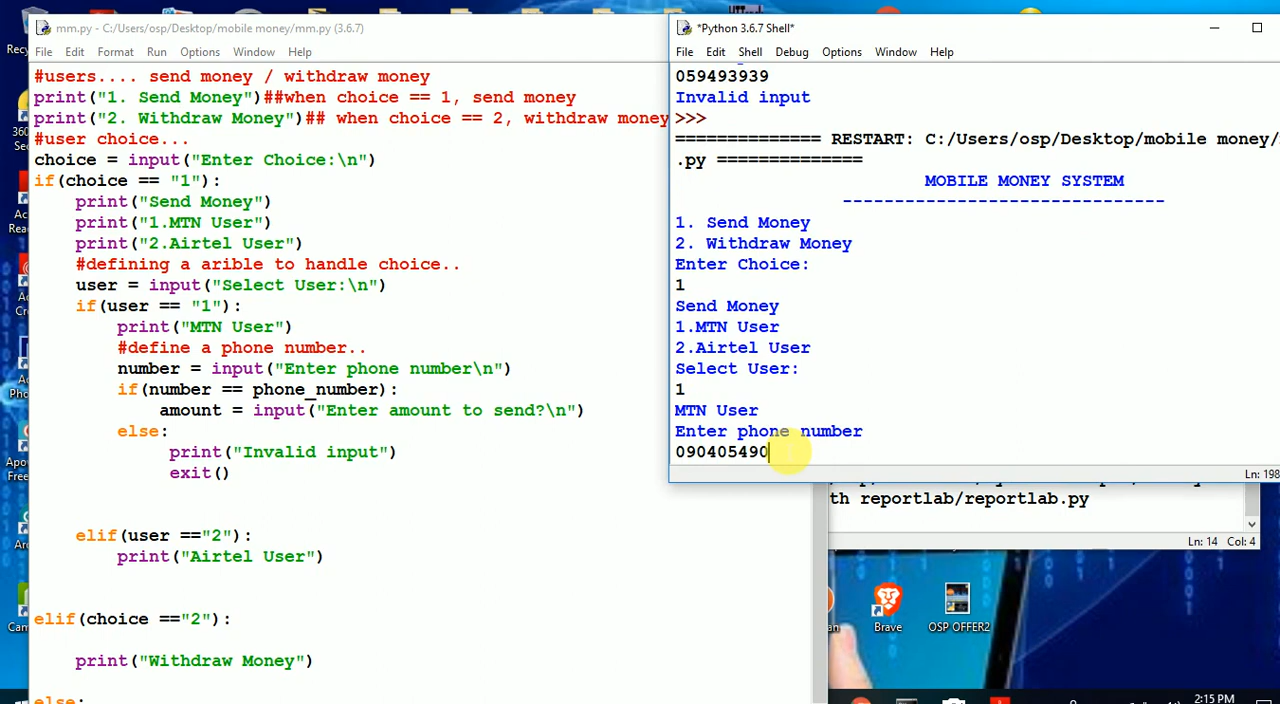 mm.py - C:/Users/osp/Desktop/mobile money/mm.py (3.6.7)
File Edit Format Run Options Window Help
#users.... send money / withdraw money
print("1. Send Money")##when choice == 1, send money
print("2. Withdraw Money")## when choice == 2, withdraw money
#user choice...
choice = input("Enter Choice:\n")
if(choice == "1"):
print("Send Money")
print("1.MTN User")
print("2.Airtel User")
#defining a arible to handle choice..
user = input("Select User:\n")
if(user == "1"):
print("MTN User")
#define a phone number..
number = input("Enter phone number\n")
if(number == phone_number):
amount = input("Enter amount to send?\n")
else:
print("Invalid input")
exit()
elif(user =="2"):
print("Airtel User")
elif(choice =="2"):
print("Withdraw Money")
else:
*Python 3.6.7 Shell*
File Edit Shell Debug Options Window Help
059493939
Invalid input
>>>
============== RESTART: C:/Users/osp/Desktop/mobile money/
.py ==============
MOBILE MONEY SYSTEM
-------------------------------
1. Send Money
2. Withdraw Money
Enter Choice:
1
Send Money
1.MTN User
2.Airtel User
Select User:
1
MTN User
Enter phone number
090405490
Ln: 198
th reportlab/reportlab.py
Ln: 14 Col: 4
Brave
OSP OFFER2
2:15 PM